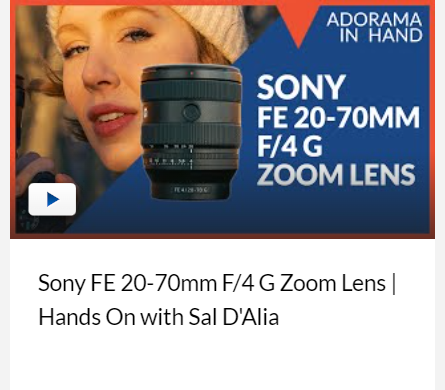 ADORAMA
IN HAND
SONY
FE 20-70MM
F/4 G
ZOOM LENS
FE 4 / 20-70 G
Sony FE 20-70mm F/4 G Zoom Lens |
Hands On with Sal D'Alia